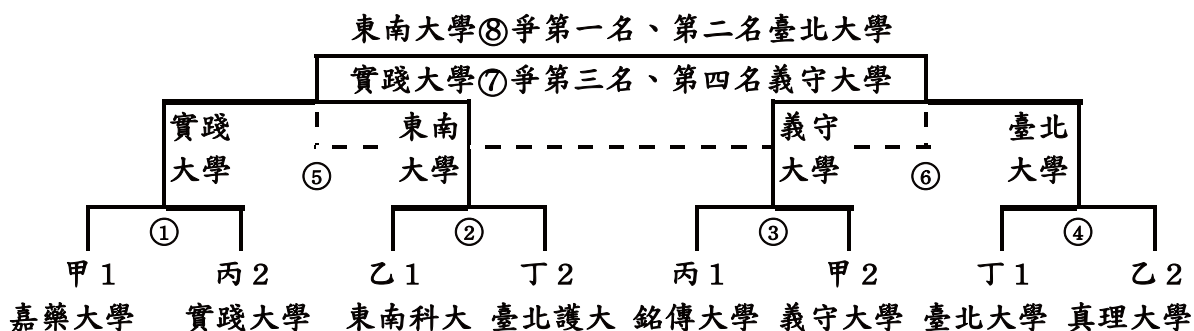 東南大學⑧爭第一名、第二名臺北大學
實踐大學⑦爭第三名、第四名義守大學
實踐 東南 義守 臺北
大學 ⑤ 大學 大學 ⑥ 大學
① ② ③ ④
甲1 丙2 乙1 丁2 丙1 甲2 丁1 乙2
嘉藥大學 實踐大學 東南科大 臺北護大 銘傳大學 義守大學 臺北大學 真理大學